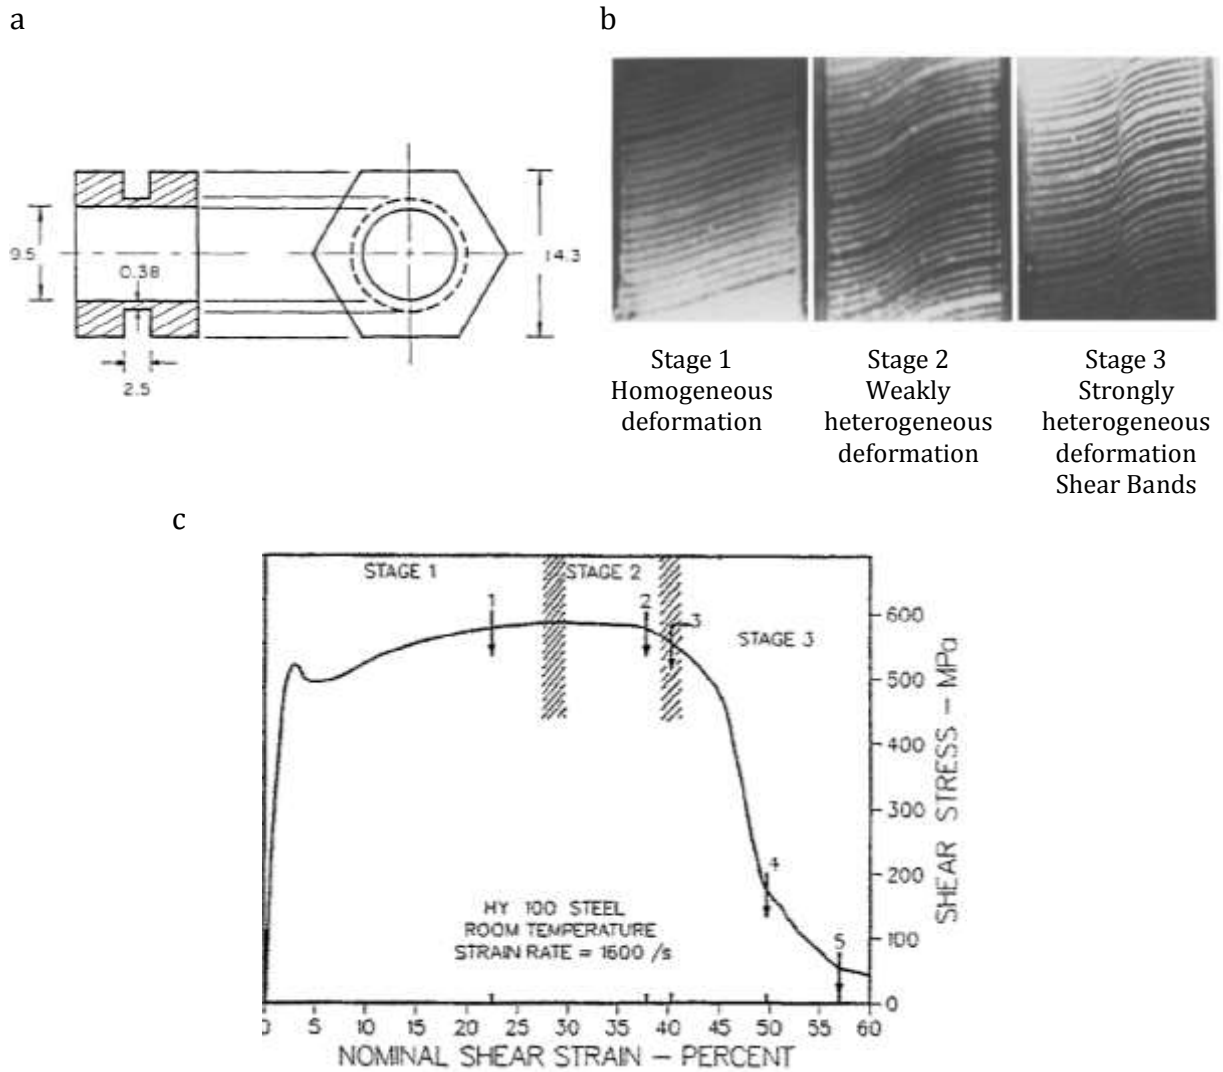 a
b
9.5
0.38
14.3
2.5
Stage 1
Homogeneous
deformation
Stage 2
Weakly
heterogeneous
deformation
Stage 3
Strongly
heterogeneous
deformation
Shear Bands
c
STAGE 1
STAGE 2
STAGE 3
1
2
3
4
5
HY 100 STEEL
ROOM TEMPERATURE
STRAIN RATE = 1600 /s
600
500
400
300
200
100
0
SHEAR STRESS – MPa
0 5 10 15 20 25 30 35 40 45 50 55 60
NOMINAL SHEAR STRAIN – PERCENT